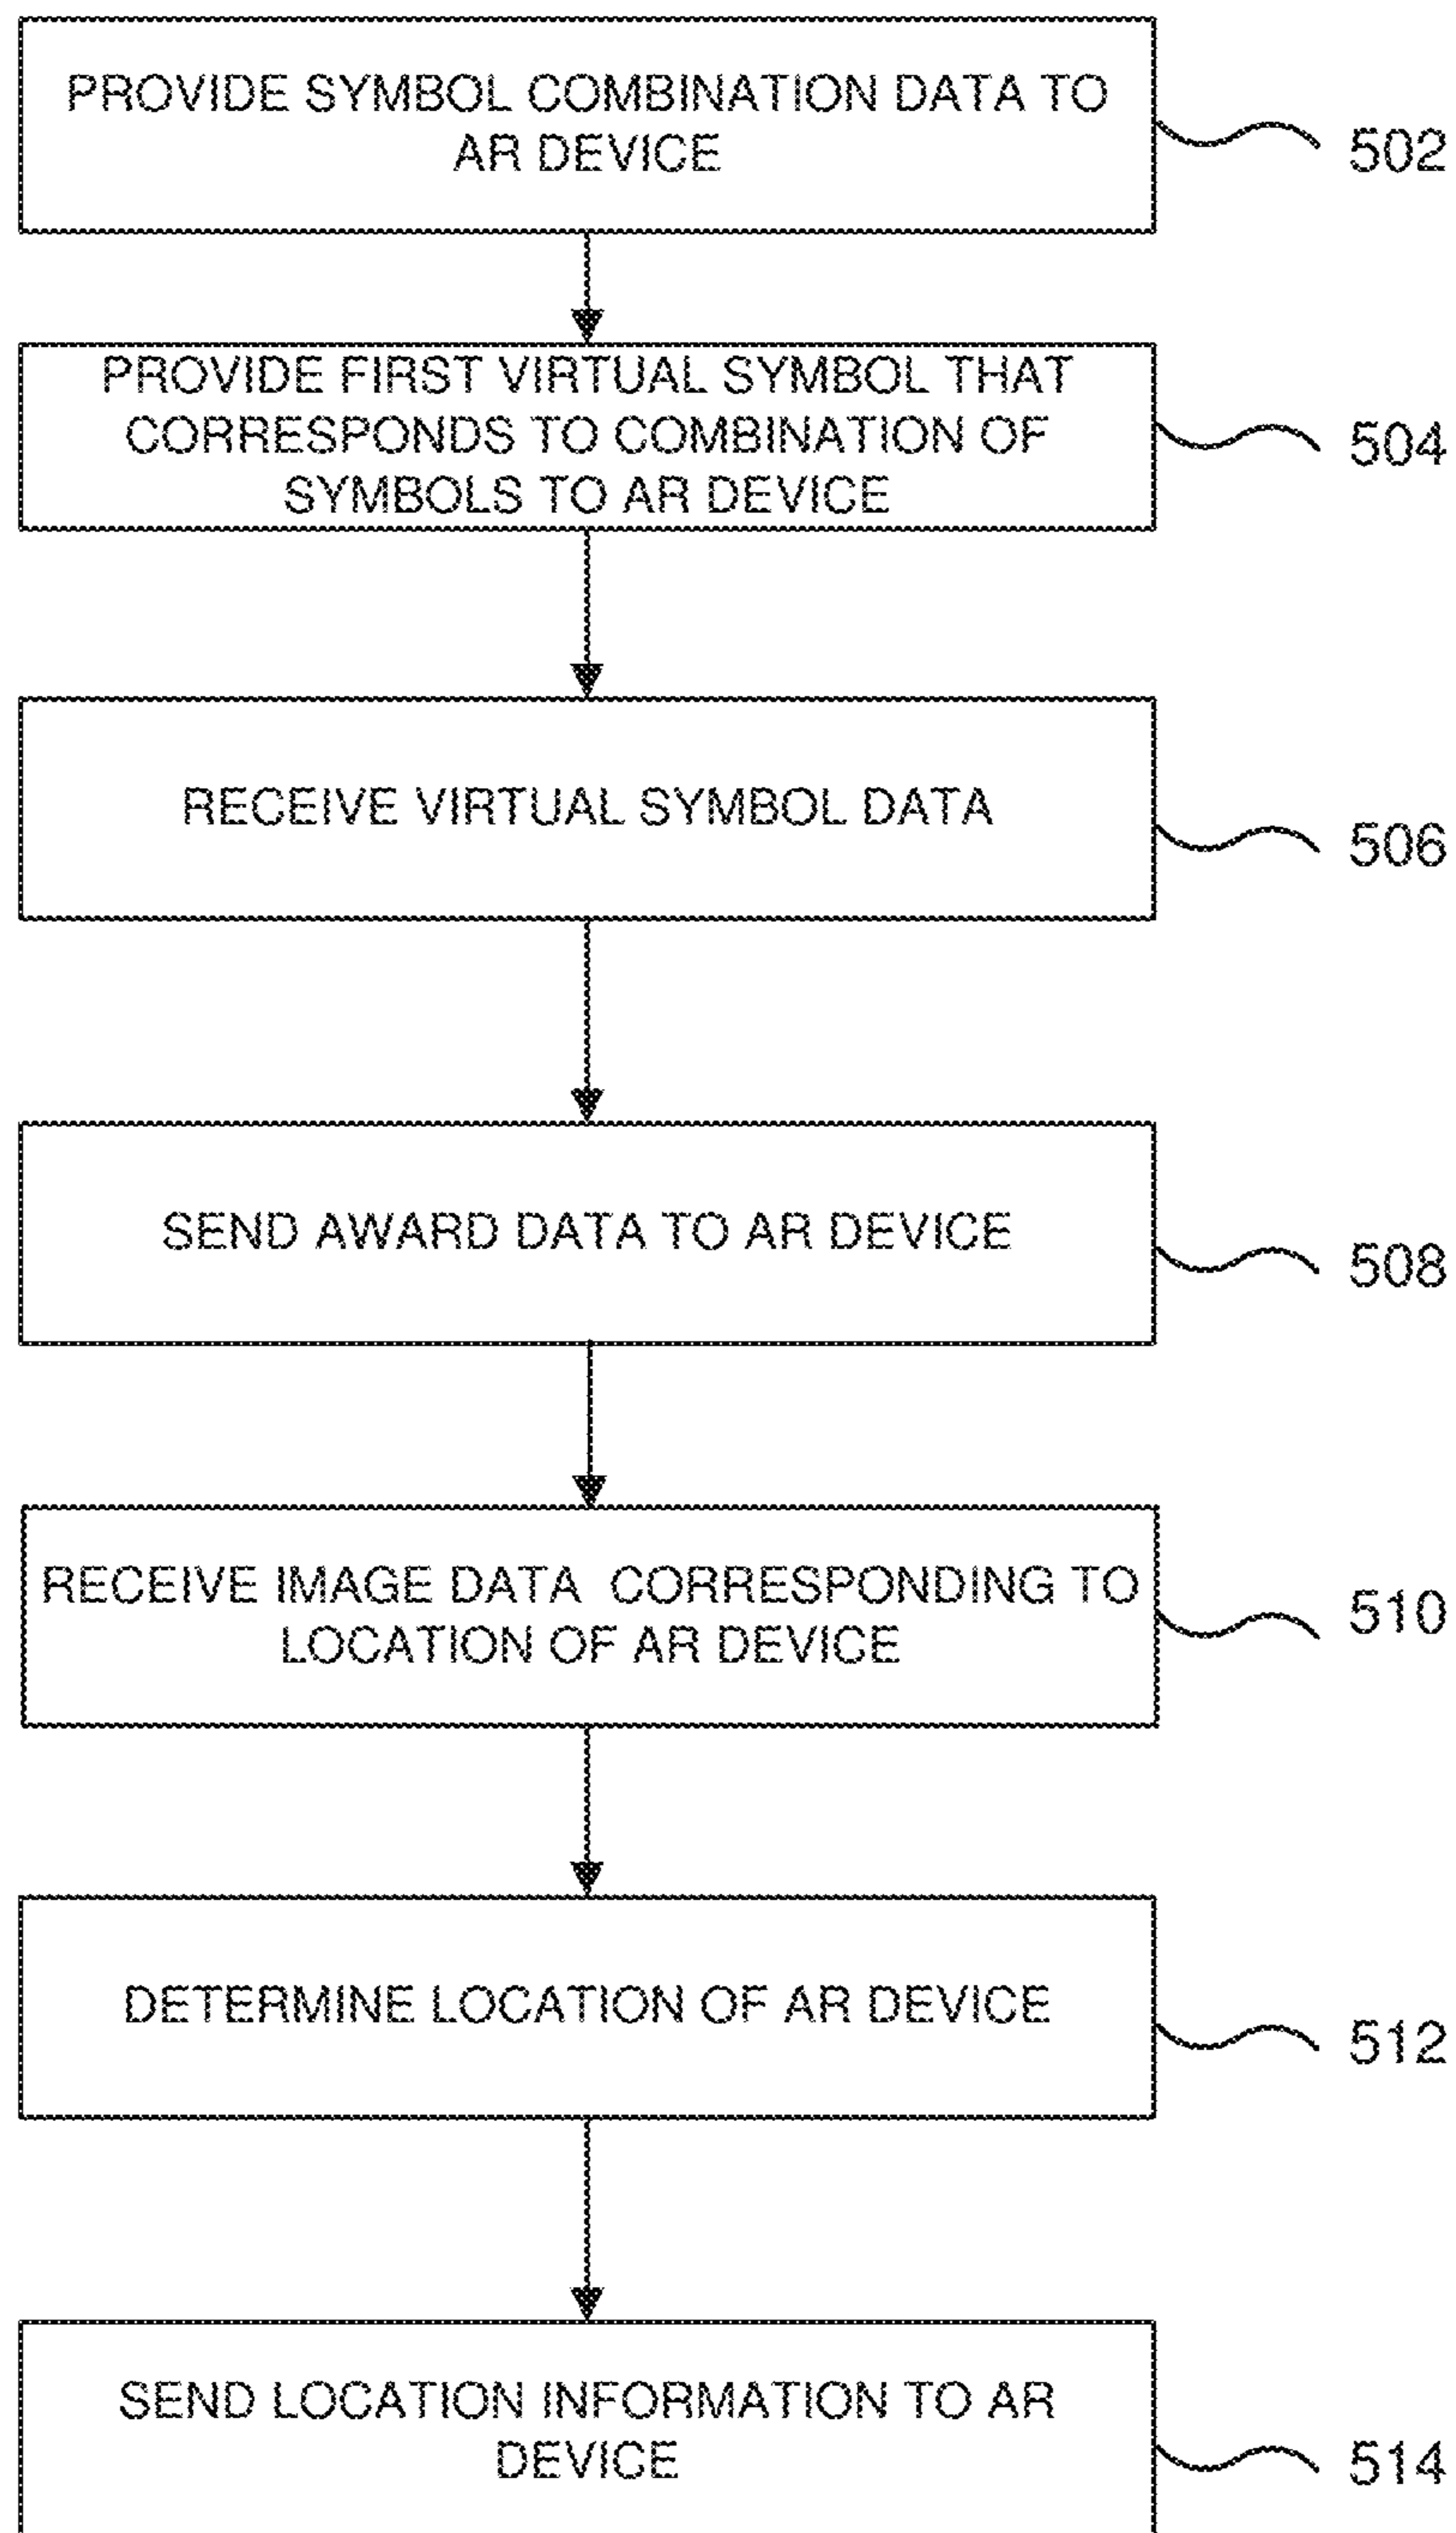 PROVIDE SYMBOL COMBINATION DATA TO
AR DEVICE
502
PROVIDE FIRST VIRTUAL SYMBOL THAT
CORRESPONDS TO COMBINATION OF
SYMBOLS TO AR DEVICE
504
RECEIVE VIRTUAL SYMBOL DATA
506
SEND AWARD DATA TO AR DEVICE
508
RECEIVE IMAGE DATA CORRESPONDING TO
LOCATION OF AR DEVICE
510
DETERMINE LOCATION OF AR DEVICE
512
SEND LOCATION INFORMATION TO AR
DEVICE
514